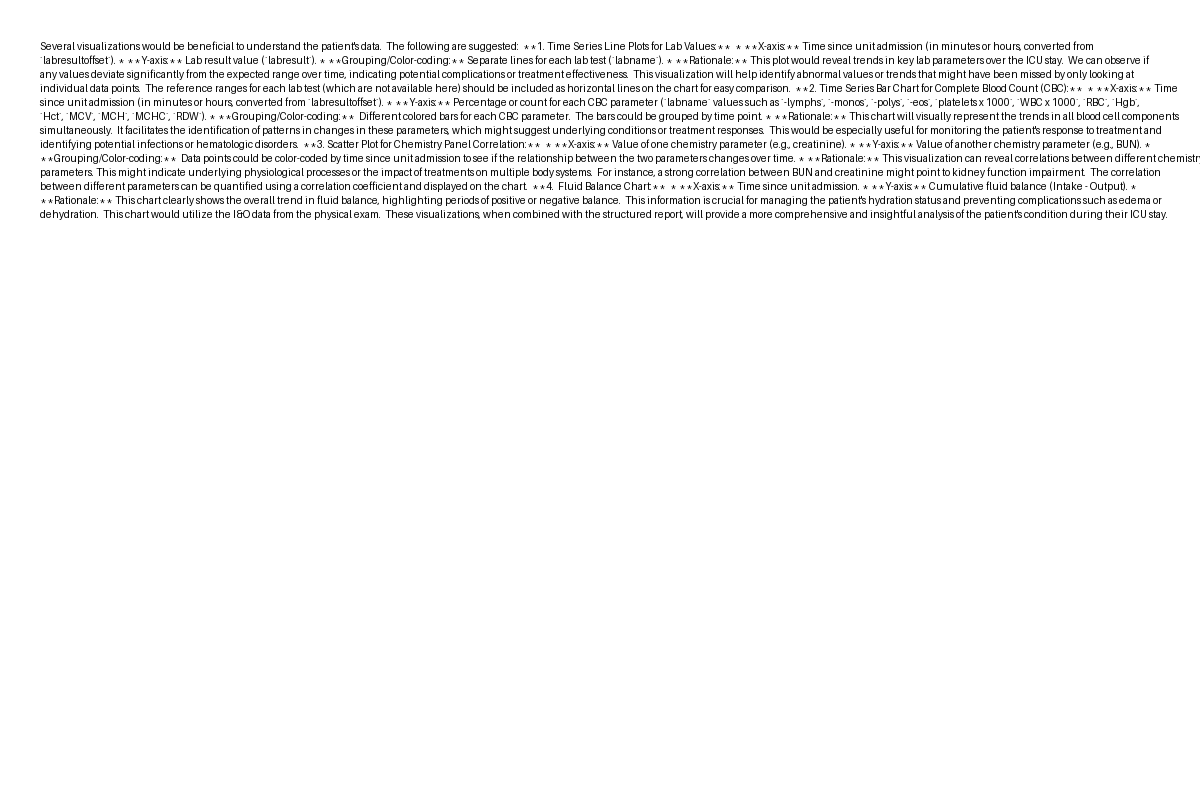 Several visualizations would be beneficial to understand the patient's data.  The following are suggested:  **1. Time Series Line Plots for Lab Values:**  * **X-axis:** Time since unit admission (in minutes or hours, converted from
`labresultoffset`). * **Y-axis:** Lab result value (`labresult`). * **Grouping/Color-coding:** Separate lines for each lab test (`labname`). * **Rationale:** This plot would reveal trends in key lab parameters over the ICU stay.  We can observe if
any values deviate significantly from the expected range over time, indicating potential complications or treatment effectiveness.  This visualization will help identify abnormal values or trends that might have been missed by only looking at
individual data points.  The reference ranges for each lab test (which are not available here) should be included as horizontal lines on the chart for easy comparison.  **2. Time Series Bar Chart for Complete Blood Count (CBC):**  * **X-axis:** Time
since unit admission (in minutes or hours, converted from `labresultoffset`). * **Y-axis:** Percentage or count for each CBC parameter (`labname` values such as `-lymphs`, `-monos`, `-polys`, `-eos`, `platelets x 1000`, `WBC x 1000`, `RBC`, `Hgb`,
`Hct`, `MCV`, `MCH`, `MCHC`, `RDW`). * **Grouping/Color-coding:**  Different colored bars for each CBC parameter.  The bars could be grouped by time point. * **Rationale:** This chart will visually represent the trends in all blood cell components
simultaneously.  It facilitates the identification of patterns in changes in these parameters, which might suggest underlying conditions or treatment responses.  This would be especially useful for monitoring the patient's response to treatment and
identifying potential infections or hematologic disorders.  **3. Scatter Plot for Chemistry Panel Correlation:**  * **X-axis:** Value of one chemistry parameter (e.g., creatinine). * **Y-axis:** Value of another chemistry parameter (e.g., BUN). *
**Grouping/Color-coding:**  Data points could be color-coded by time since unit admission to see if the relationship between the two parameters changes over time. * **Rationale:** This visualization can reveal correlations between different chemistry
parameters. This might indicate underlying physiological processes or the impact of treatments on multiple body systems.  For instance, a strong correlation between BUN and creatinine might point to kidney function impairment.  The correlation
between different parameters can be quantified using a correlation coefficient and displayed on the chart.  **4.  Fluid Balance Chart:**  * **X-axis:** Time since unit admission. * **Y-axis:** Cumulative fluid balance (Intake - Output). *
**Rationale:** This chart clearly shows the overall trend in fluid balance, highlighting periods of positive or negative balance.  This information is crucial for managing the patient's hydration status and preventing complications such as edema or
dehydration.  This chart would utilize the I&O data from the physical exam.  These visualizations, when combined with the structured report, will provide a more comprehensive and insightful analysis of the patient's condition during their ICU stay.